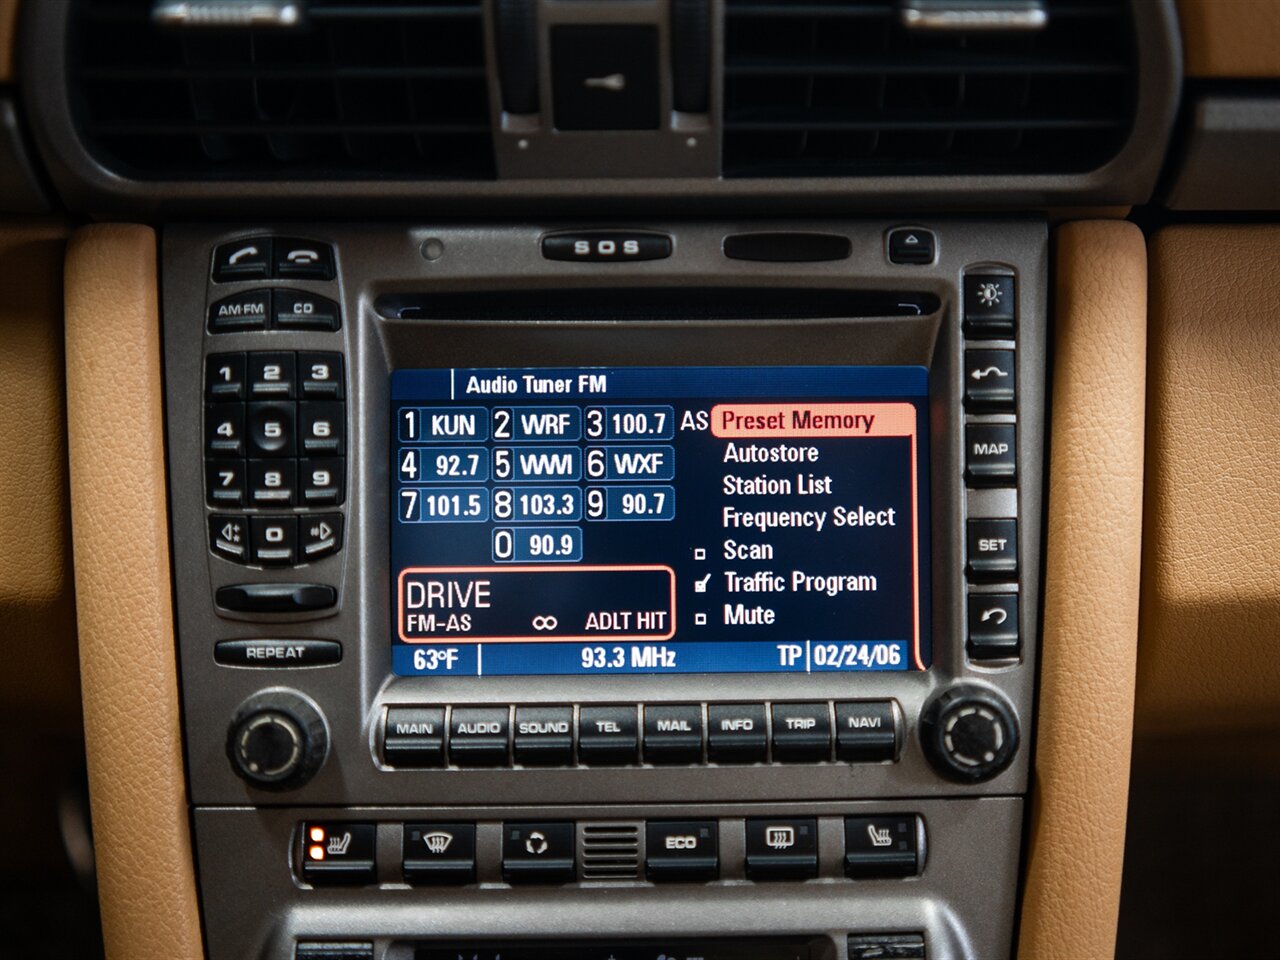 SOS
AM·FM CD
1 2 3
4 5 6
7 8 9
0
REPEAT
Audio Tuner FM
1 KUN 2 WRF 3 100.7 AS
4 92.7 5 WWI 6 WXF
7 101.5 8 103.3 9 90.7
0 90.9
Preset Memory
Autostore
Station List
Frequency Select
Scan
Traffic Program
Mute
DRIVE
FM-AS ∞ ADLT HIT
63°F 93.3 MHz TP 02/24/06
MAP
SET
MAIN AUDIO SOUND TEL MAIL INFO TRIP NAVI
ECO